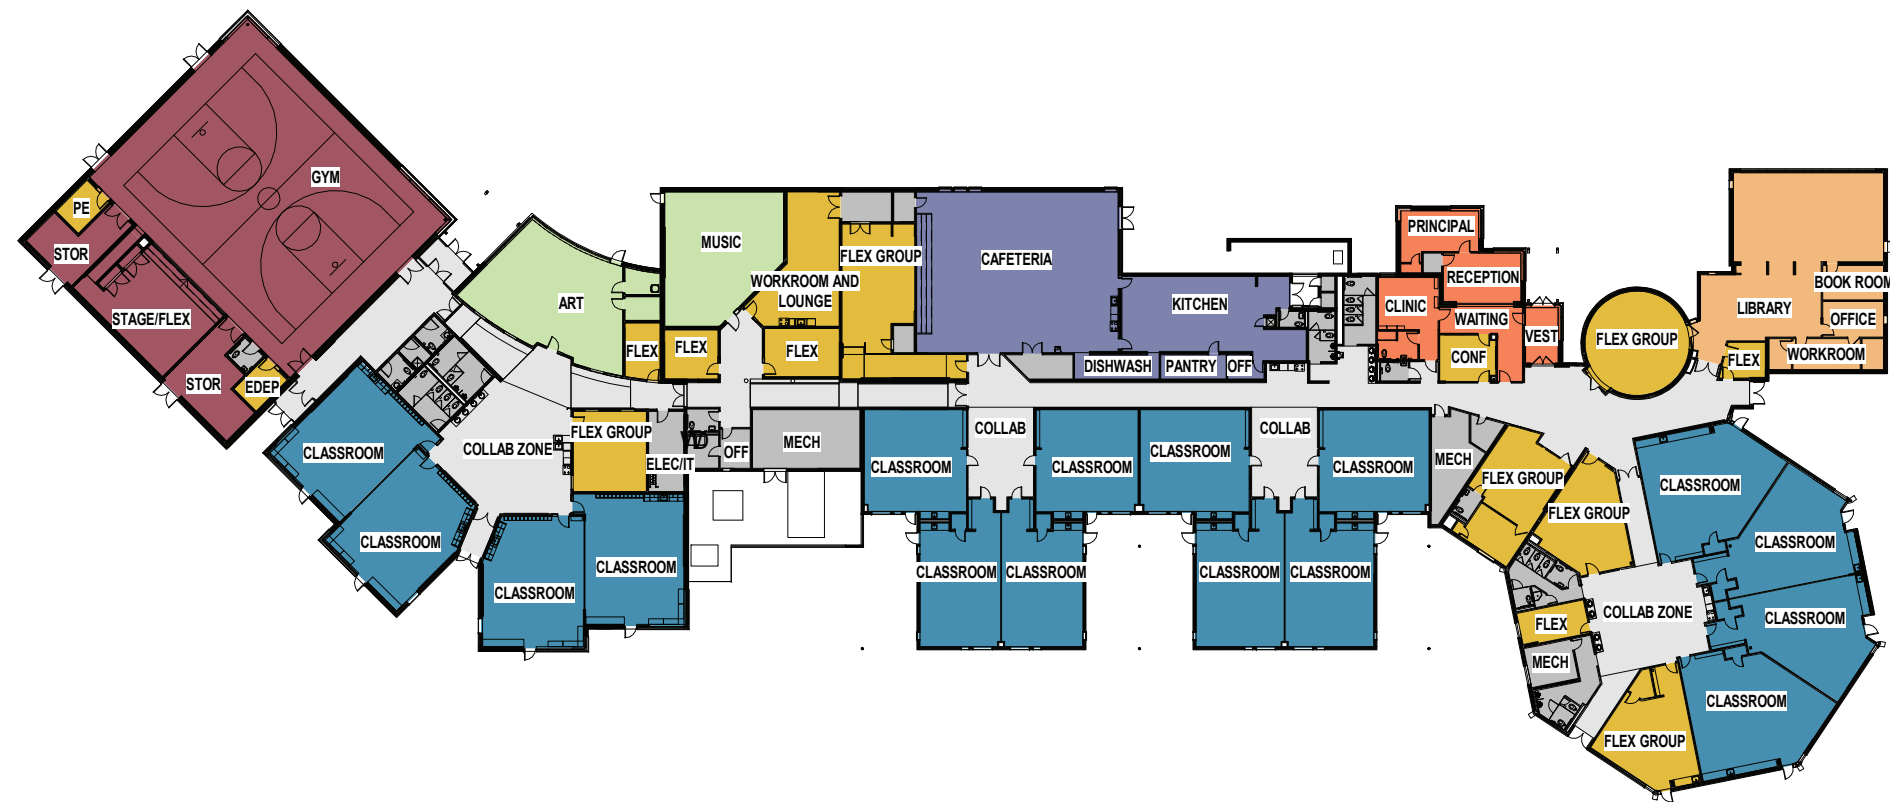 GYM
PE
STOR
STAGE/FLEX
STOR
EDEP
ART
FLEX
MUSIC
WORKROOM AND
LOUNGE
FLEX
FLEX
FLEX GROUP
CAFETERIA
KITCHEN
DISHWASH
PANTRY
OFF
PRINCIPAL
RECEPTION
CLINIC
WAITING
VEST
CONF
FLEX GROUP
BOOK ROOM
LIBRARY
OFFICE
WORKROOM
FLEX
CLASSROOM
COLLAB ZONE
FLEX GROUP
ELEC/IT
OFF
MECH
CLASSROOM
CLASSROOM
CLASSROOM
CLASSROOM
COLLAB
CLASSROOM
CLASSROOM
COLLAB
CLASSROOM
CLASSROOM
CLASSROOM
CLASSROOM
CLASSROOM
MECH
FLEX GROUP
FLEX GROUP
CLASSROOM
CLASSROOM
COLLAB ZONE
CLASSROOM
FLEX
MECH
CLASSROOM
FLEX GROUP